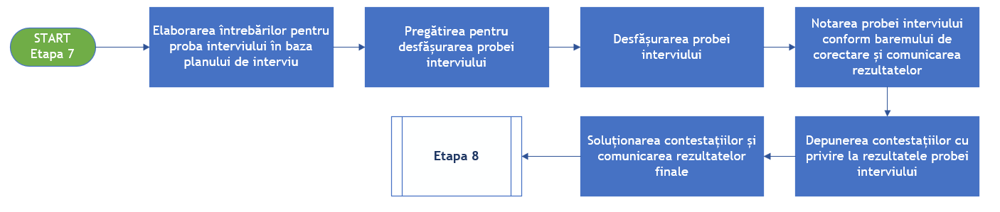 START
Etapa 7
Elaborarea întrebărilor pentru
proba interviului în baza
planului de interviu
Pregătirea pentru
desfășurarea probei
interviului
Desfășurarea probei
interviului
Notarea probei interviului
conform baremului de
corectare și comunicarea
rezultatelor
Depunerea contestațiilor cu
privire la rezultatele probei
interviului
Soluționarea contestațiilor și
comunicarea rezultatelor
finale
Etapa 8